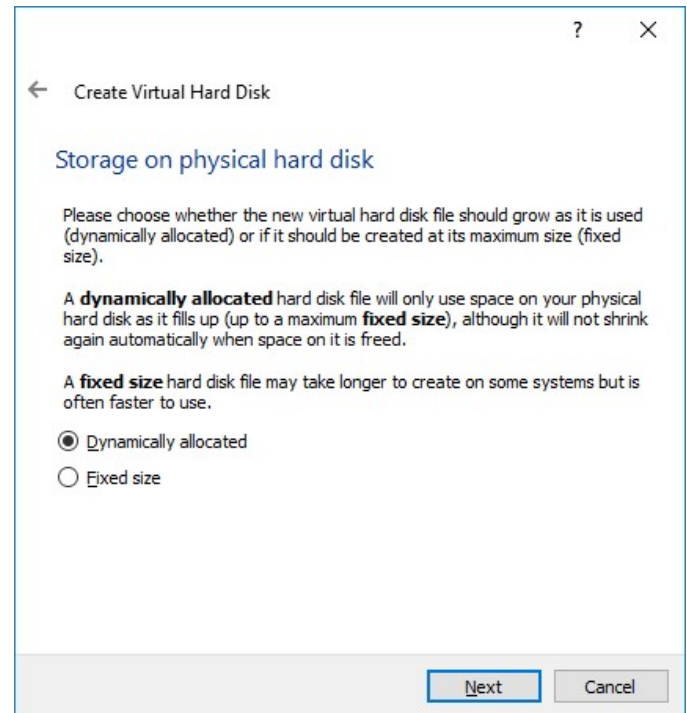 ?
Create Virtual Hard Disk
Storage on physical hard disk
Please choose whether the new virtual hard disk file should grow as it is used
(dynamically allocated) or if it should be created at its maximum size (fixed
size).
A dynamically allocated hard disk file will only use space on your physical
hard disk as it fills up (up to a maximum fixed size), although it will not shrink
again automatically when space on it is freed.
A fixed size hard disk file may take longer to create on some systems but is
often faster to use.
Dynamically allocated
Fixed size
Next Cancel